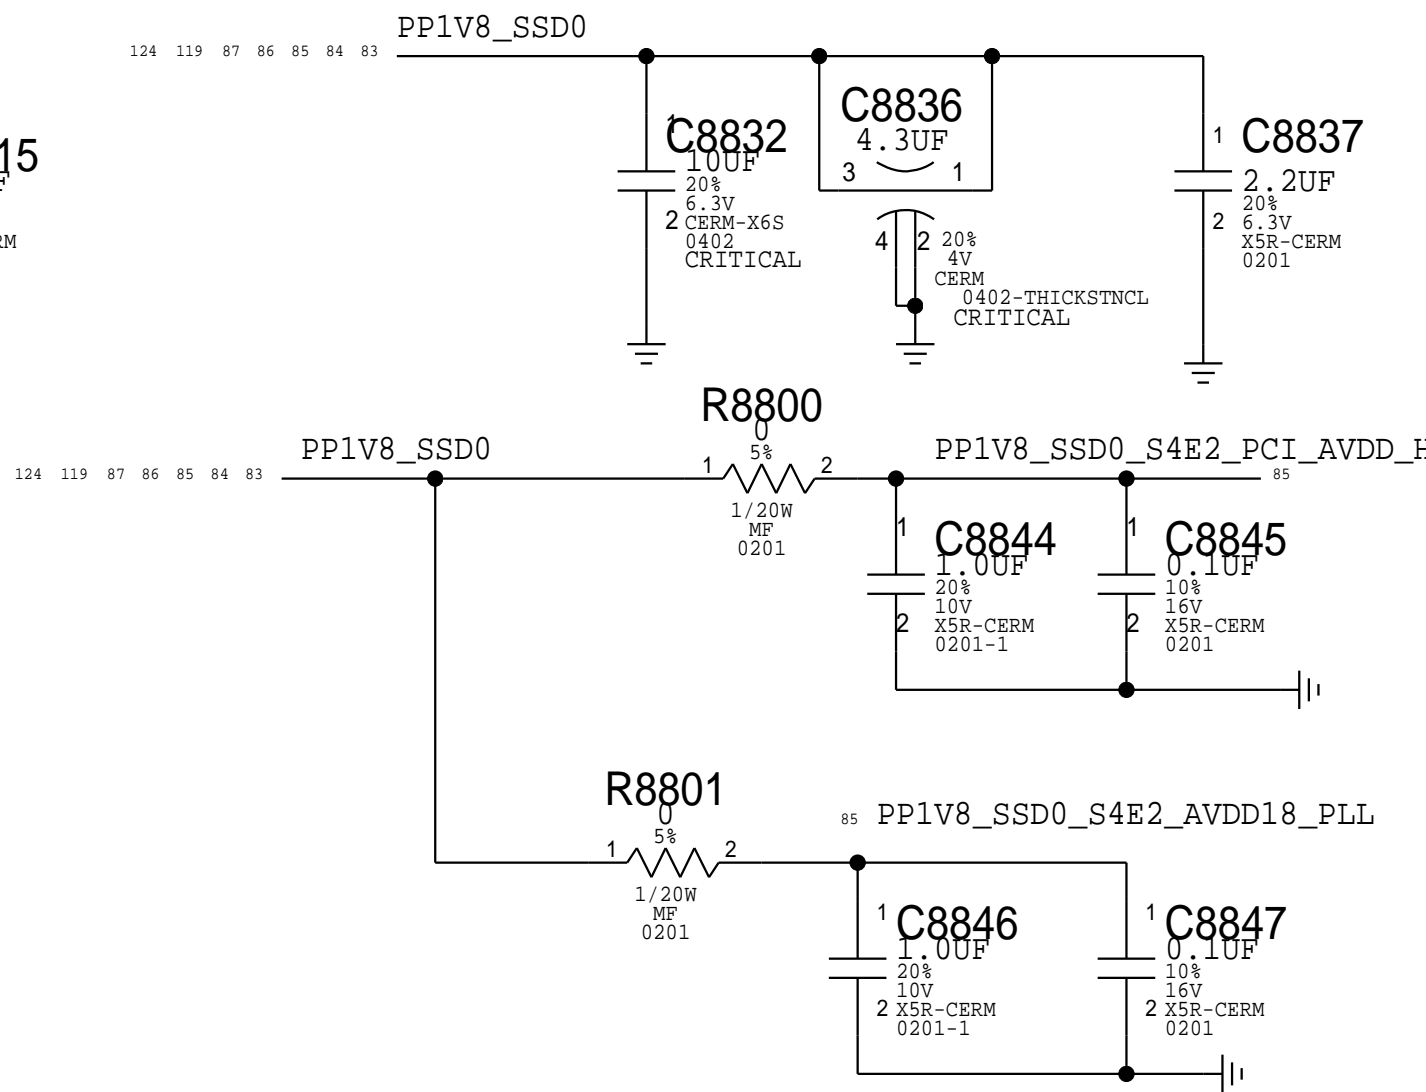 PP1V8_SSD0
124 119 87 86 85 84 83
15
F
RM
C8832
1
10UF
20%
6.3V
2
CERM-X6S
0402
CRITICAL
C8836
4.3UF
3 1
4 2
20%
4V
CERM
0402-THICKSTNCL
CRITICAL
1
C8837
2.2UF
20%
6.3V
2
X5R-CERM
0201
R8800
0
5%
1 2
1/20W
MF
0201
PP1V8_SSD0
124 119 87 86 85 84 83
PP1V8_SSD0_S4E2_PCI_AVDD_H
85
1
C8844
1.0UF
20%
10V
2
X5R-CERM
0201-1
1
C8845
0.1UF
10%
16V
2
X5R-CERM
0201
R8801
0
5%
1 2
1/20W
MF
0201
85 PP1V8_SSD0_S4E2_AVDD18_PLL
1
C8846
1.0UF
20%
10V
2
X5R-CERM
0201-1
1
C8847
0.1UF
10%
16V
2
X5R-CERM
0201